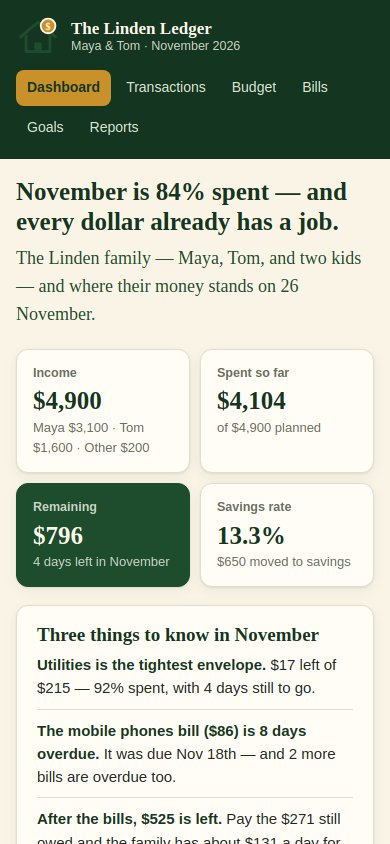 $
The Linden Ledger
Maya & Tom · November 2026
Dashboard
Transactions
Budget
Bills
Goals
Reports
November is 84% spent — and
every dollar already has a job.
The Linden family — Maya, Tom, and two kids
— and where their money stands on 26
November.
Income
$4,900
Maya $3,100 · Tom
$1,600 · Other $200
Spent so far
$4,104
of $4,900 planned
Remaining
$796
4 days left in November
Savings rate
13.3%
$650 moved to savings
Three things to know in November
Utilities is the tightest envelope. $17 left of
$215 — 92% spent, with 4 days still to go.
The mobile phones bill ($86) is 8 days
overdue. It was due Nov 18th — and 2 more
bills are overdue too.
After the bills, $525 is left. Pay the $271 still
owed and the family has about $131 a day for